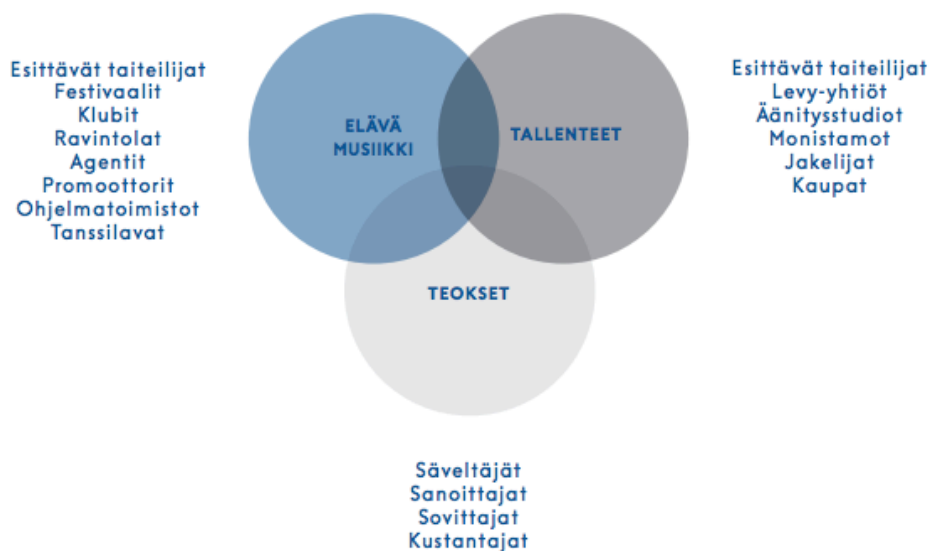 Esittävät taiteilijat
Festivaalit
Klubit
Ravintolat
Agentit
Promoottorit
Ohjelmatoimistot
Tanssilavat
ELÄVÄ
MUSIIKKI
TALLENTEET
Esittävät taiteilijat
Levy-yhtiöt
Äänitysstudiot
Monistamot
Jakelijat
Kaupat
TEOKSET
Säveltäjät
Sanoittajat
Sovittajat
Kustantajat